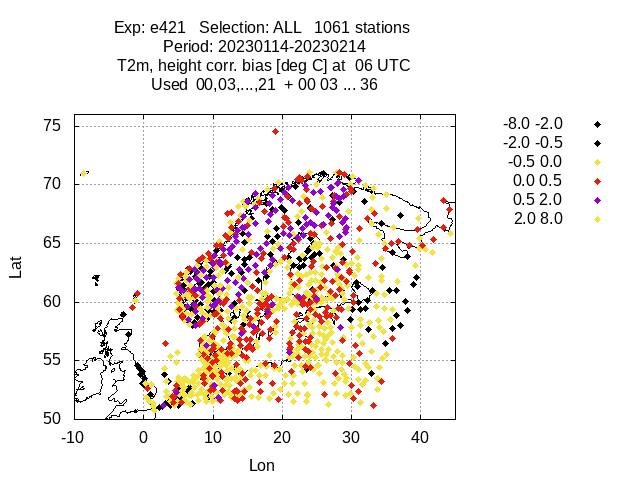 Exp: e421 Selection: ALL 1061 stations
Period: 20230114-20230214
T2m, height corr. bias [deg C] at 06 UTC
Used 00,03,...,21 + 00 03 ... 36
75
70
65
60
55
50
Lat
-10 0 10 20 30 40
Lon
-8.0 -2.0
-2.0 -0.5
-0.5 0.0
0.0 0.5
0.5 2.0
2.0 8.0